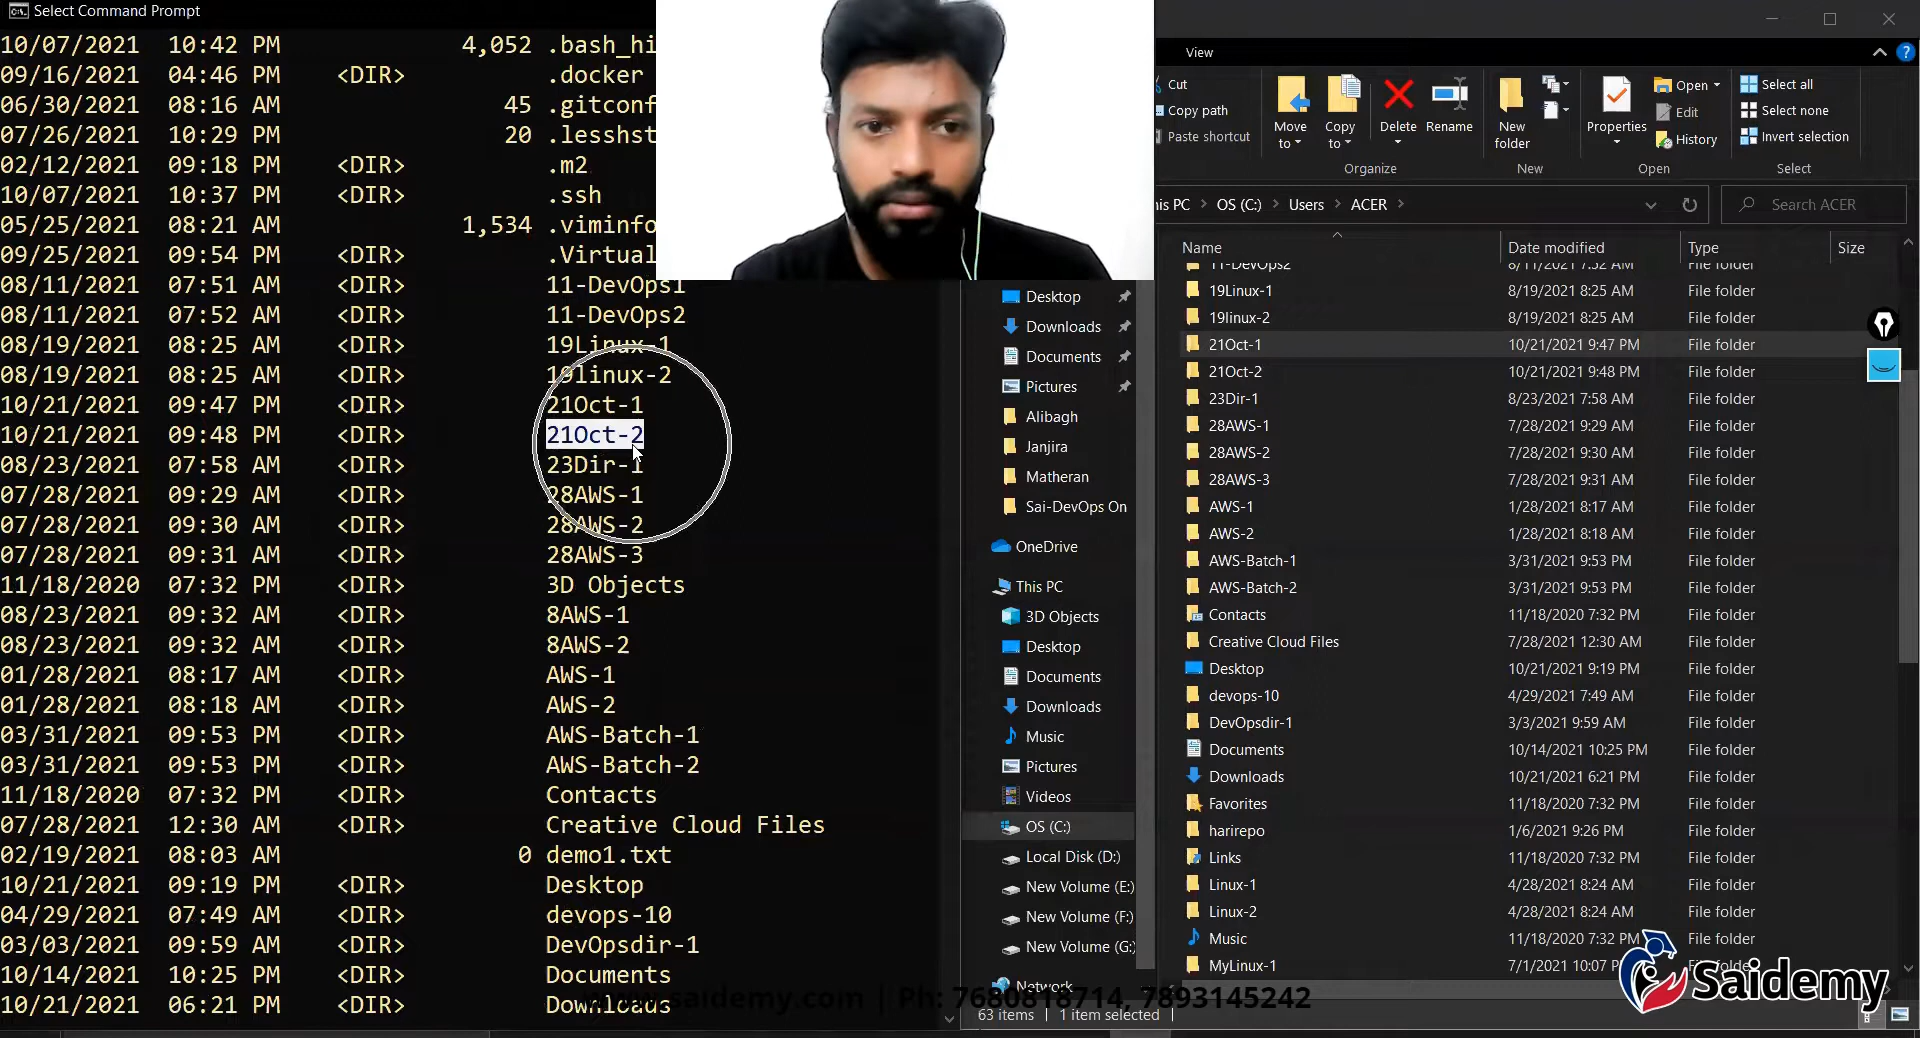 Select Command Prompt
10/07/2021 10:42 PM 4,052 .bash_hi
09/16/2021 04:46 PM <DIR> .docker
06/30/2021 08:16 AM 45 .gitconf
07/26/2021 10:29 PM 20 .lesshst
02/12/2021 09:18 PM <DIR> .m2
10/07/2021 10:37 PM <DIR> .ssh
05/25/2021 08:21 AM 1,534 .viminfo
09/25/2021 09:54 PM <DIR> .Virtual
08/11/2021 07:51 AM <DIR> 11-DevOps1
08/11/2021 07:52 AM <DIR> 11-DevOps2
08/19/2021 08:25 AM <DIR> 19Linux-1
08/19/2021 08:25 AM <DIR> 19linux-2
10/21/2021 09:47 PM <DIR> 21Oct-1
10/21/2021 09:48 PM <DIR> 21Oct-2
08/23/2021 07:58 AM <DIR> 23Dir-1
07/28/2021 09:29 AM <DIR> 28AWS-1
07/28/2021 09:30 AM <DIR> 28AWS-2
07/28/2021 09:31 AM <DIR> 28AWS-3
11/18/2020 07:32 PM <DIR> 3D Objects
08/23/2021 09:32 AM <DIR> 8AWS-1
08/23/2021 09:32 AM <DIR> 8AWS-2
01/28/2021 08:17 AM <DIR> AWS-1
01/28/2021 08:18 AM <DIR> AWS-2
03/31/2021 09:53 PM <DIR> AWS-Batch-1
03/31/2021 09:53 PM <DIR> AWS-Batch-2
11/18/2020 07:32 PM <DIR> Contacts
07/28/2021 12:30 AM <DIR> Creative Cloud Files
02/19/2021 08:03 AM 0 demo1.txt
10/21/2021 09:19 PM <DIR> Desktop
04/29/2021 07:49 AM <DIR> devops-10
03/03/2021 09:59 AM <DIR> DevOpsdir-1
10/14/2021 10:25 PM <DIR> Documents
10/21/2021 06:21 PM <DIR> Downloads
View
Cut
Copy path
Paste shortcut
Move to
Copy to
Delete
Rename
New folder
Properties
Open
Edit
History
Select all
Select none
Invert selection
Organize
New
Open
Select
his PC
OS (C:)
Users
ACER
Search ACER
Desktop
Downloads
Documents
Pictures
Alibagh
Janjira
Matheran
Sai-DevOps On
OneDrive
This PC
3D Objects
Desktop
Documents
Downloads
Music
Pictures
Videos
OS (C:)
Local Disk (D:)
New Volume (E:)
New Volume (F:)
New Volume (G:)
Network
Name Date modified Type Size
11-DevOps2 8/11/2021 7:52 AM File folder
19Linux-1 8/19/2021 8:25 AM File folder
19linux-2 8/19/2021 8:25 AM File folder
21Oct-1 10/21/2021 9:47 PM File folder
21Oct-2 10/21/2021 9:48 PM File folder
23Dir-1 8/23/2021 7:58 AM File folder
28AWS-1 7/28/2021 9:29 AM File folder
28AWS-2 7/28/2021 9:30 AM File folder
28AWS-3 7/28/2021 9:31 AM File folder
AWS-1 1/28/2021 8:17 AM File folder
AWS-2 1/28/2021 8:18 AM File folder
AWS-Batch-1 3/31/2021 9:53 PM File folder
AWS-Batch-2 3/31/2021 9:53 PM File folder
Contacts 11/18/2020 7:32 PM File folder
Creative Cloud Files 7/28/2021 12:30 AM File folder
Desktop 10/21/2021 9:19 PM File folder
devops-10 4/29/2021 7:49 AM File folder
DevOpsdir-1 3/3/2021 9:59 AM File folder
Documents 10/14/2021 10:25 PM File folder
Downloads 10/21/2021 6:21 PM File folder
Favorites 11/18/2020 7:32 PM File folder
harirepo 1/6/2021 9:26 PM File folder
Links 11/18/2020 7:32 PM File folder
Linux-1 4/28/2021 8:24 AM File folder
Linux-2 4/28/2021 8:24 AM File folder
Music 11/18/2020 7:32 PM File folder
MyLinux-1 7/1/2021 10:07 P File folder
63 items 1 item selected
www.saidemy.com | Ph: 7680818714, 7893145242
Saidemy